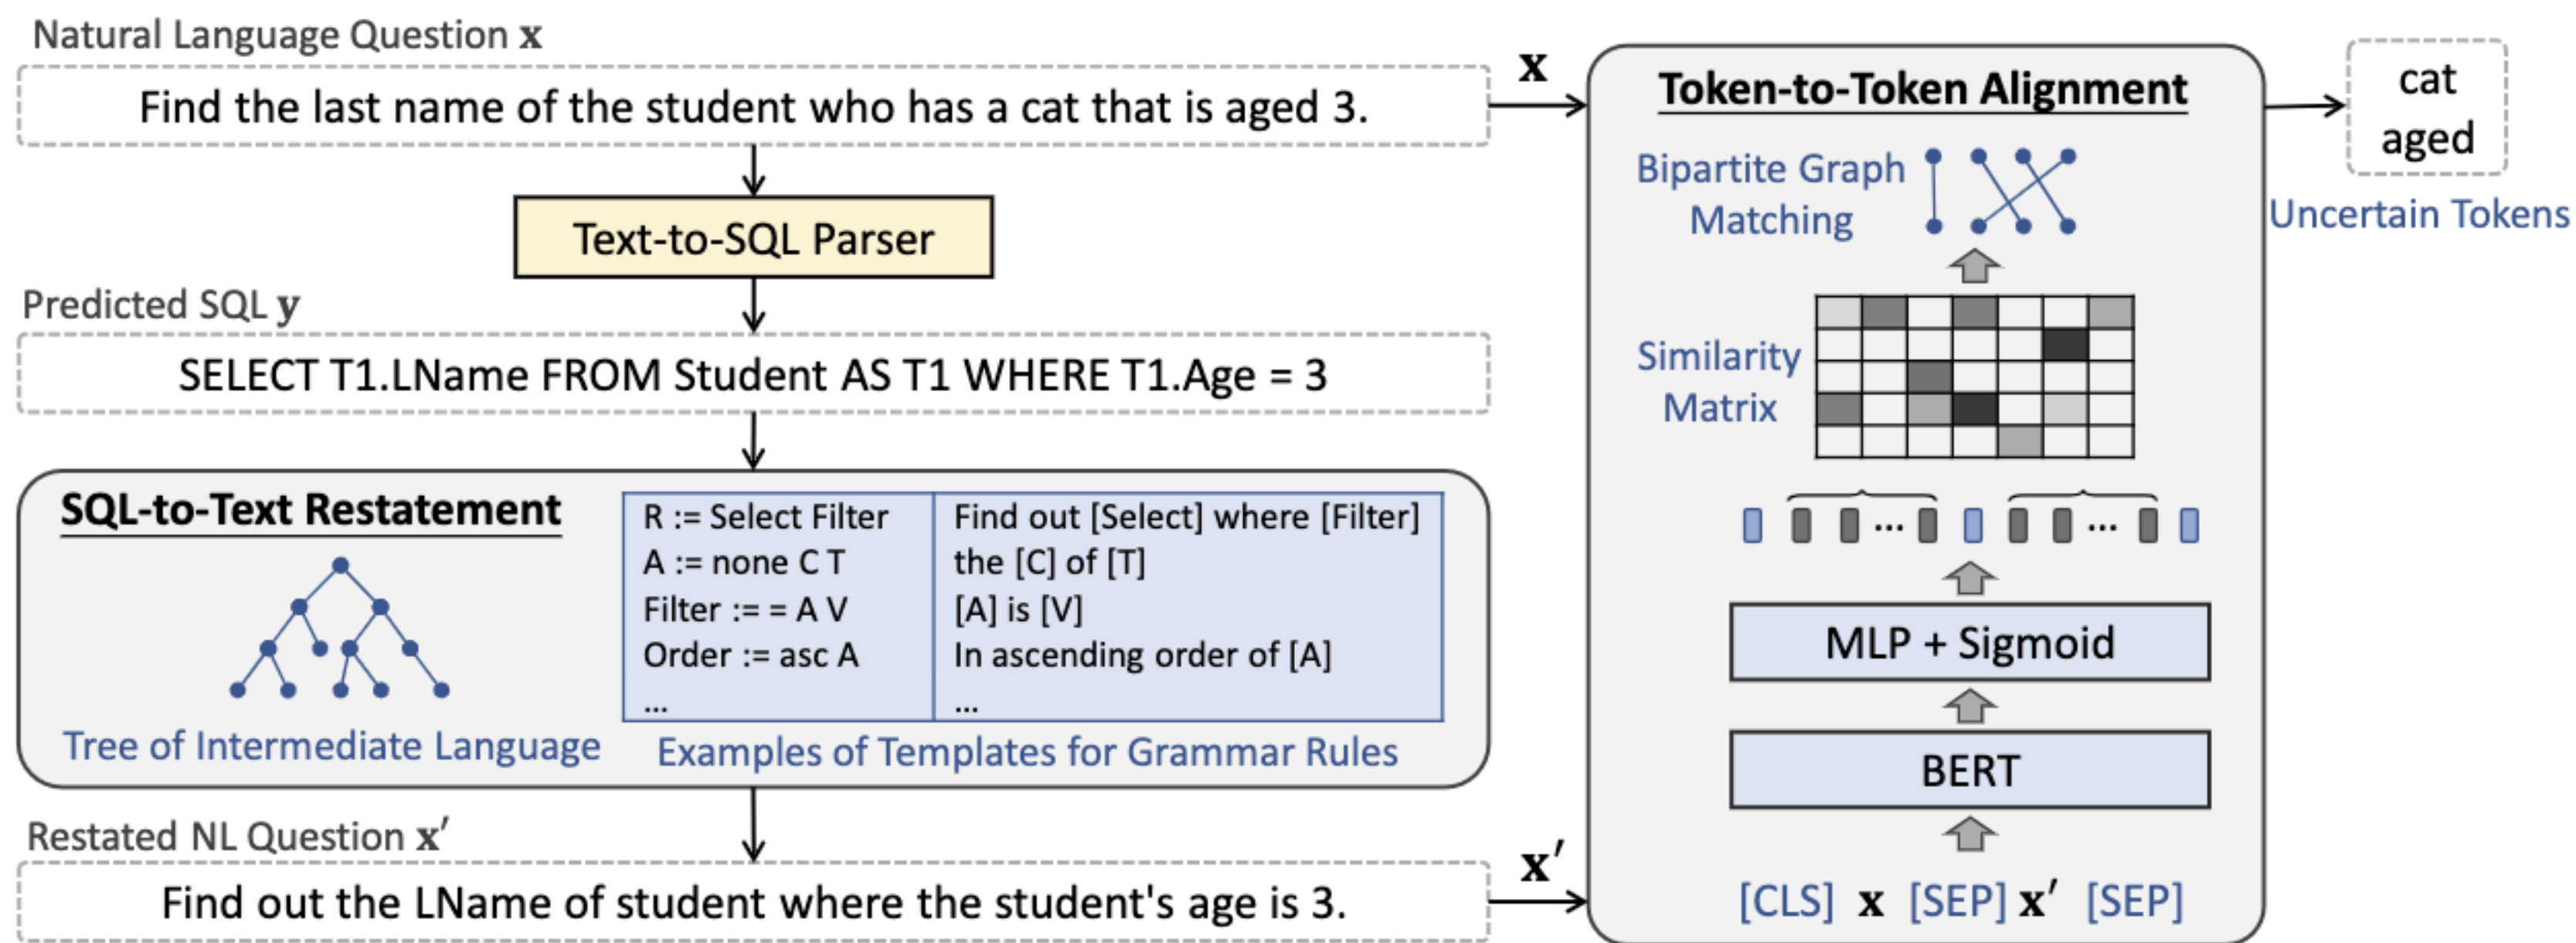 Natural Language Question x
Find the last name of the student who has a cat that is aged 3.
Text-to-SQL Parser
Predicted SQL y
SELECT T1.LName FROM Student AS T1 WHERE T1.Age = 3
SQL-to-Text Restatement
Tree of Intermediate Language
R := Select Filter
Find out [Select] where [Filter]
A := none C T
the [C] of [T]
Filter := = A V
[A] is [V]
Order := asc A
In ascending order of [A]
...
...
Examples of Templates for Grammar Rules
Restated NL Question x′
Find out the LName of student where the student's age is 3.
x
x′
Token-to-Token Alignment
Bipartite Graph
Matching
Similarity
Matrix
...
...
MLP + Sigmoid
BERT
[CLS] x [SEP] x′ [SEP]
cat
aged
Uncertain Tokens